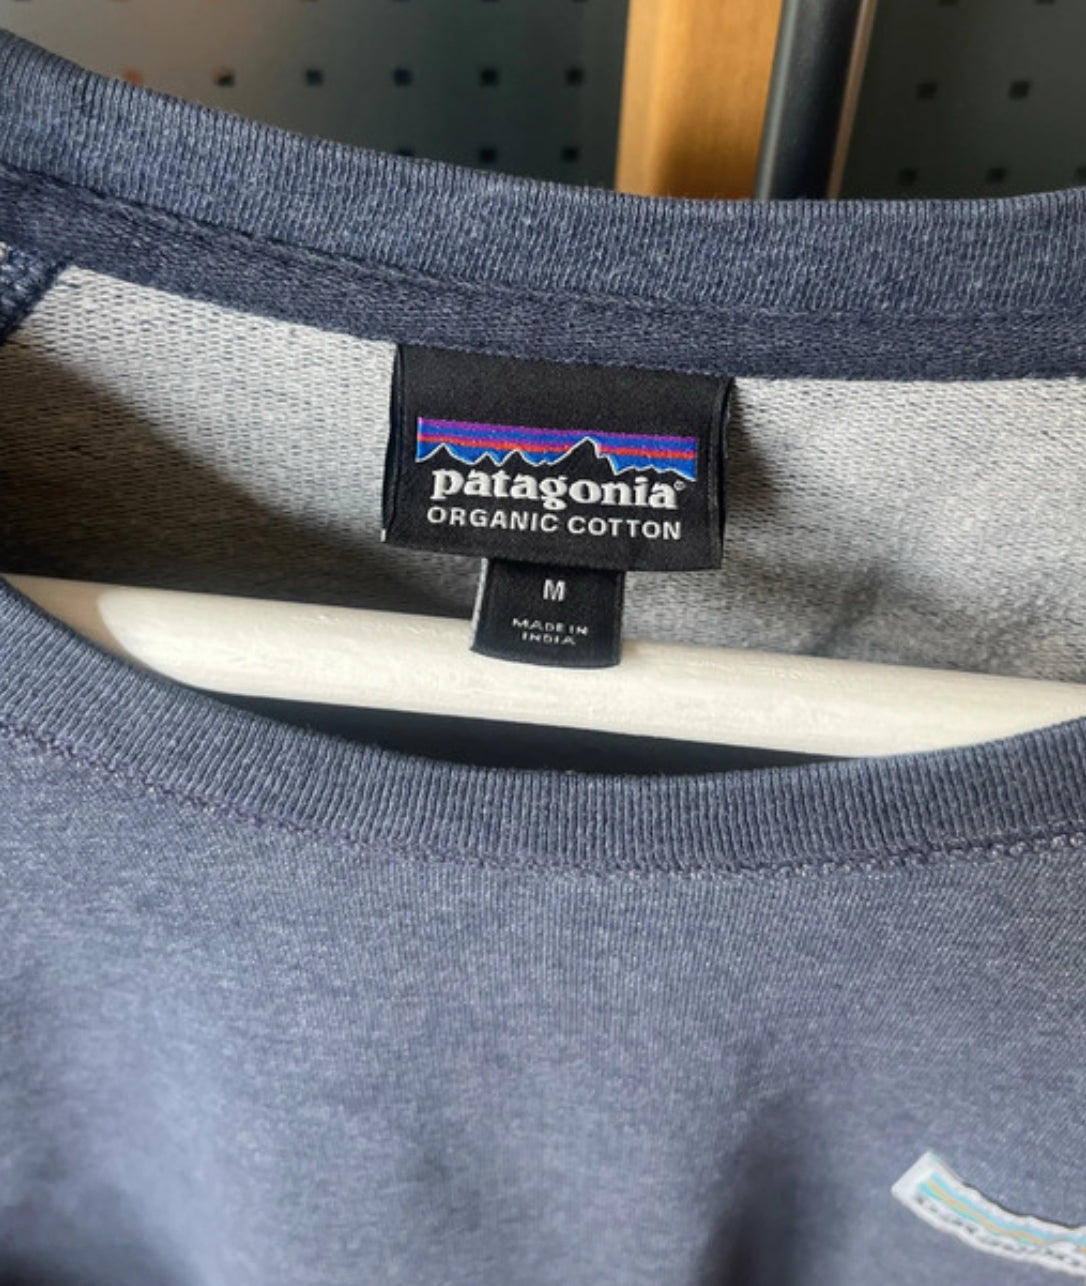 patagonia®
ORGANIC COTTON
M
MADE IN
INDIA